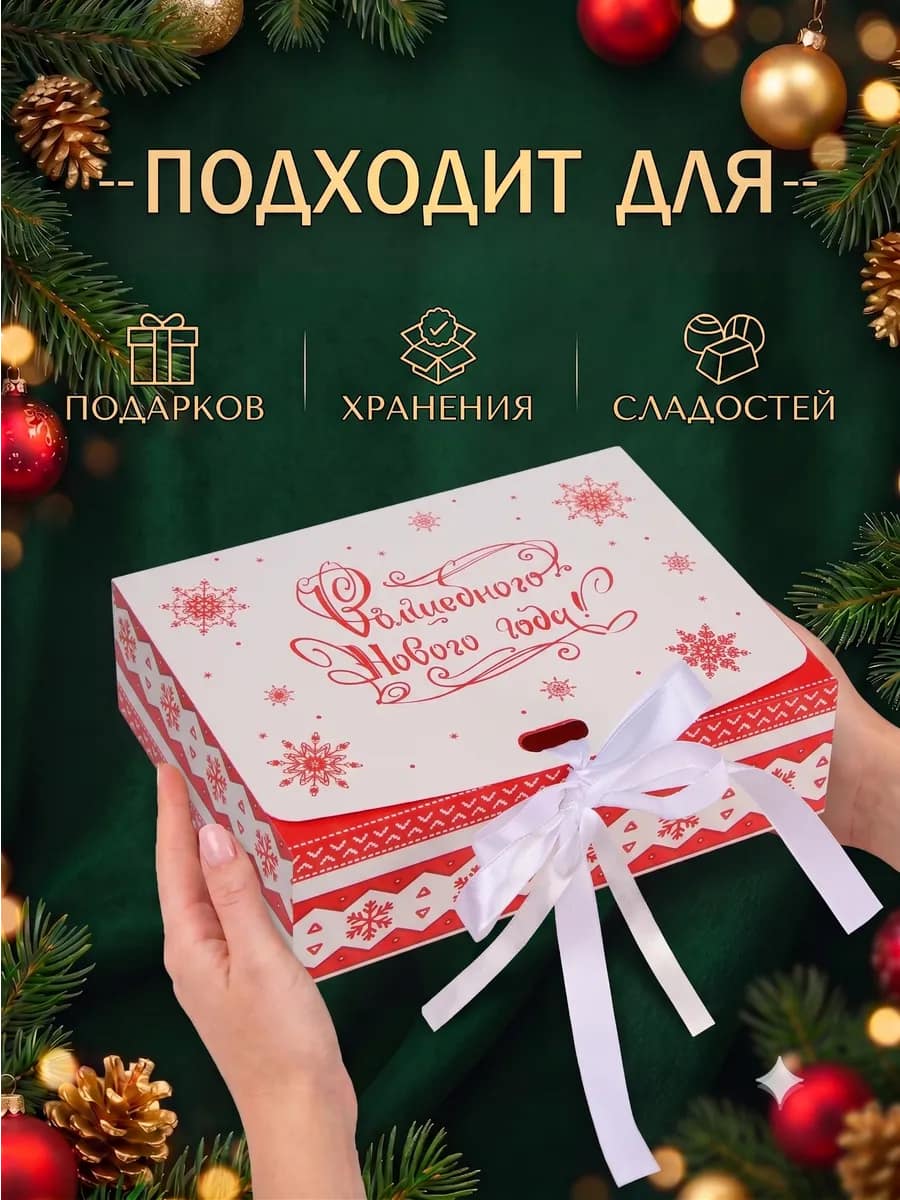 --ПОДХОДИТ ДЛЯ--
ПОДАРКОВ
ХРАНЕНИЯ
СЛАДОСТЕЙ
Волшебного
Нового года!